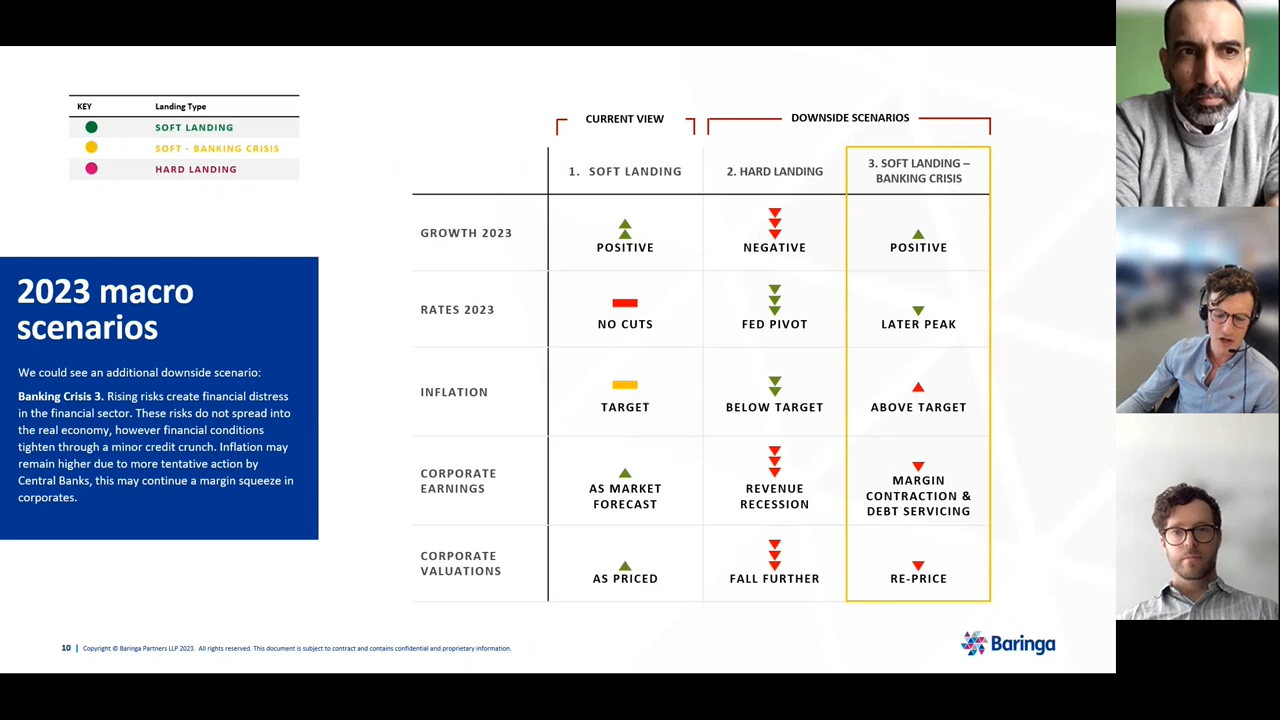 KEY Landing Type
SOFT LANDING
SOFT - BANKING CRISIS
HARD LANDING
2023 macro
scenarios
We could see an additional downside scenario:
Banking Crisis 3. Rising risks create financial distress
in the financial sector. These risks do not spread into
the real economy, however financial conditions
tighten through a minor credit crunch. Inflation may
remain higher due to more tentative action by
Central Banks, this may continue a margin squeeze in
corporates.
CURRENT VIEW
DOWNSIDE SCENARIOS
1. SOFT LANDING
2. HARD LANDING
3. SOFT LANDING –
BANKING CRISIS
GROWTH 2023
POSITIVE
NEGATIVE
POSITIVE
RATES 2023
NO CUTS
FED PIVOT
LATER PEAK
INFLATION
TARGET
BELOW TARGET
ABOVE TARGET
CORPORATE
EARNINGS
AS MARKET
FORECAST
REVENUE
RECESSION
MARGIN
CONTRACTION &
DEBT SERVICING
CORPORATE
VALUATIONS
AS PRICED
FALL FURTHER
RE-PRICE
10 | Copyright © Baringa Partners LLP 2023. All rights reserved. This document is subject to contract and contains confidential and proprietary information.
Baringa